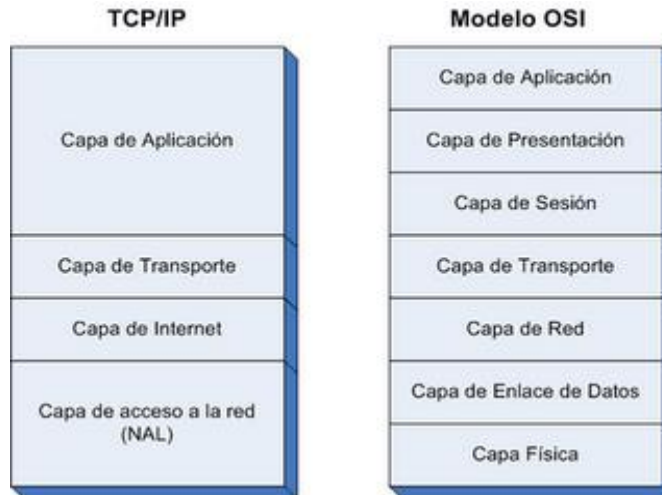 TCP/IP
Capa de Aplicación
Capa de Transporte
Capa de Internet
Capa de acceso a la red
(NAL)
Modelo OSI
Capa de Aplicación
Capa de Presentación
Capa de Sesión
Capa de Transporte
Capa de Red
Capa de Enlace de Datos
Capa Física